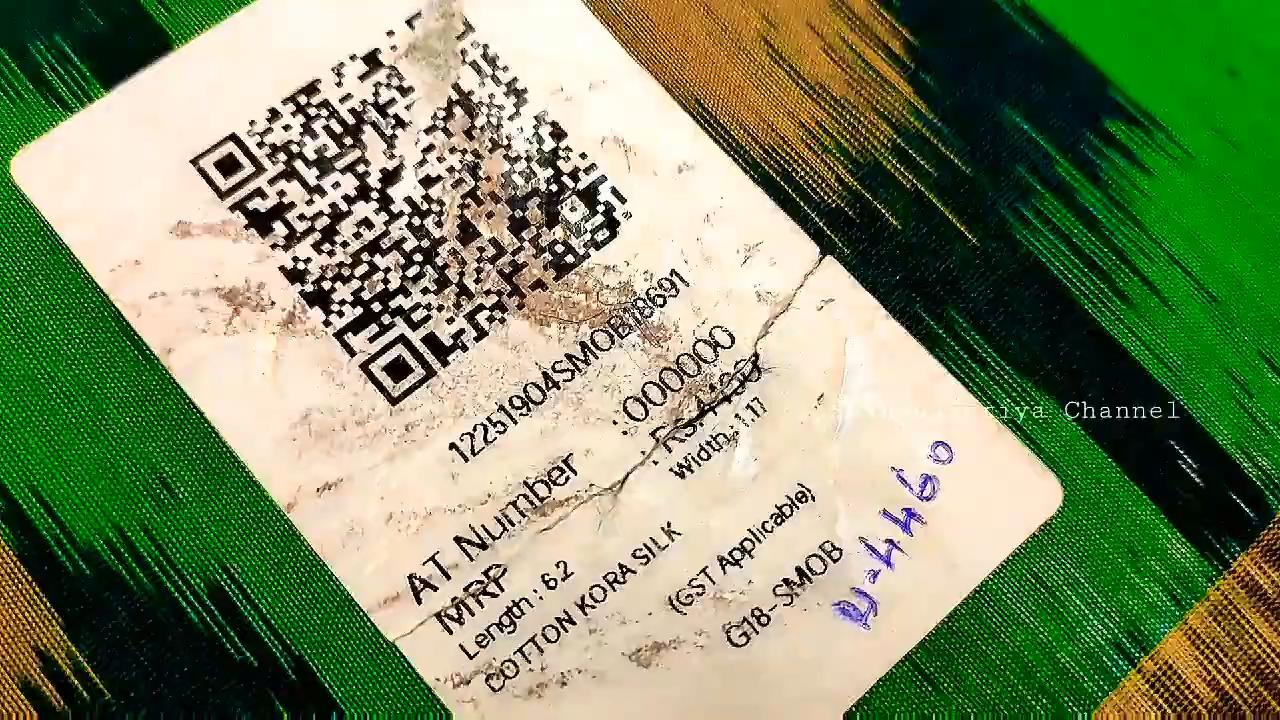 12251904SMOB18691
AT Number : 000000
MRP : RS.
Length : 6.2 Width : 1.17
COTTON KORA SILK
(GST Applicable)
G18-SMOB
4460
Channel